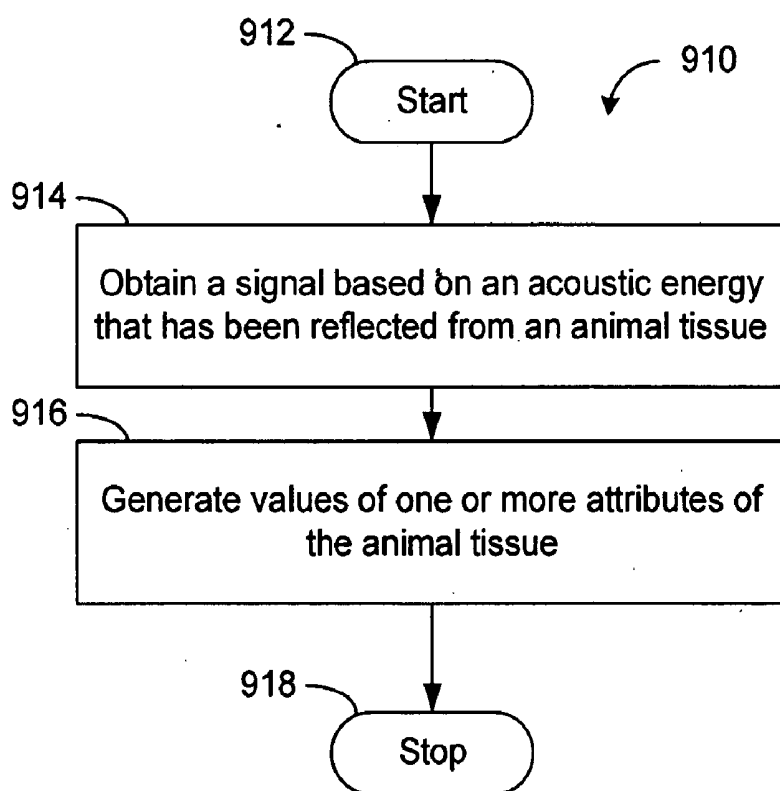 912
910
Start
914
Obtain a signal based on an acoustic energy
that has been reflected from an animal tissue
916
Generate values of one or more attributes of
the animal tissue
918
Stop